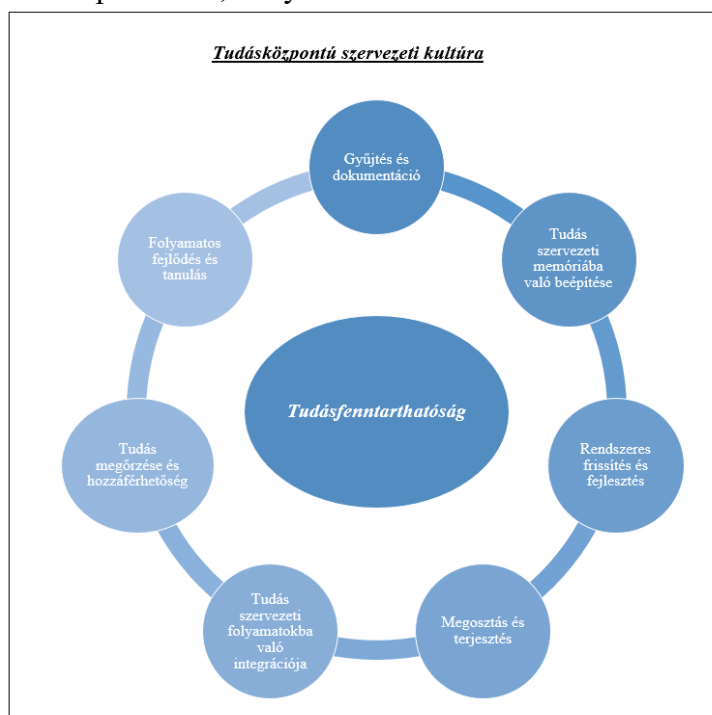 Tudásközpontú szervezeti kultúra
Gyűjtés és
dokumentáció
Tudás
szervezeti
memóriába
való beépítése
Rendszeres
frissítés és
fejlesztés
Megosztás és
terjesztés
Tudás
szervezeti
folyamatokba
való
integrációja
Tudás
megőrzése és
hozzáférhetőség
Folyamatos
fejlődés és
tanulás
Tudásfenntarthatóság